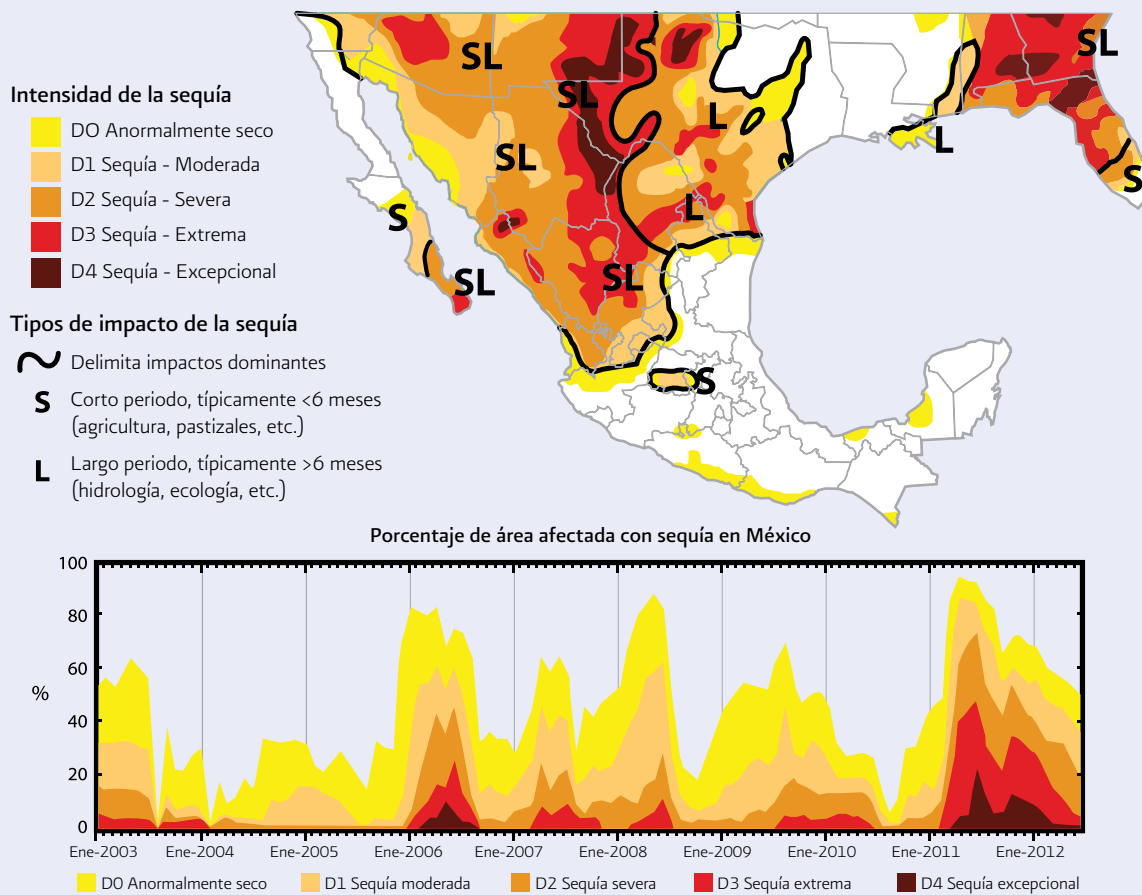 Intensidad de la sequía
D0 Anormalmente seco
D1 Sequía - Moderada
D2 Sequía - Severa
D3 Sequía - Extrema
D4 Sequía - Excepcional
Tipos de impacto de la sequía
Delimita impactos dominantes
S Corto periodo, típicamente <6 meses
(agricultura, pastizales, etc.)
L Largo periodo, típicamente >6 meses
(hidrología, ecología, etc.)
SL
SL
SL
L
L
SL
S
L
S
SL
SL
S
Porcentaje de área afectada con sequía en México
100
80
60
%
40
20
0
Ene-2003 Ene-2004 Ene-2005 Ene-2006 Ene-2007 Ene-2008 Ene-2009 Ene-2010 Ene-2011 Ene-2012
D0 Anormalmente seco D1 Sequía moderada D2 Sequía severa D3 Sequía extrema D4 Sequía excepcional